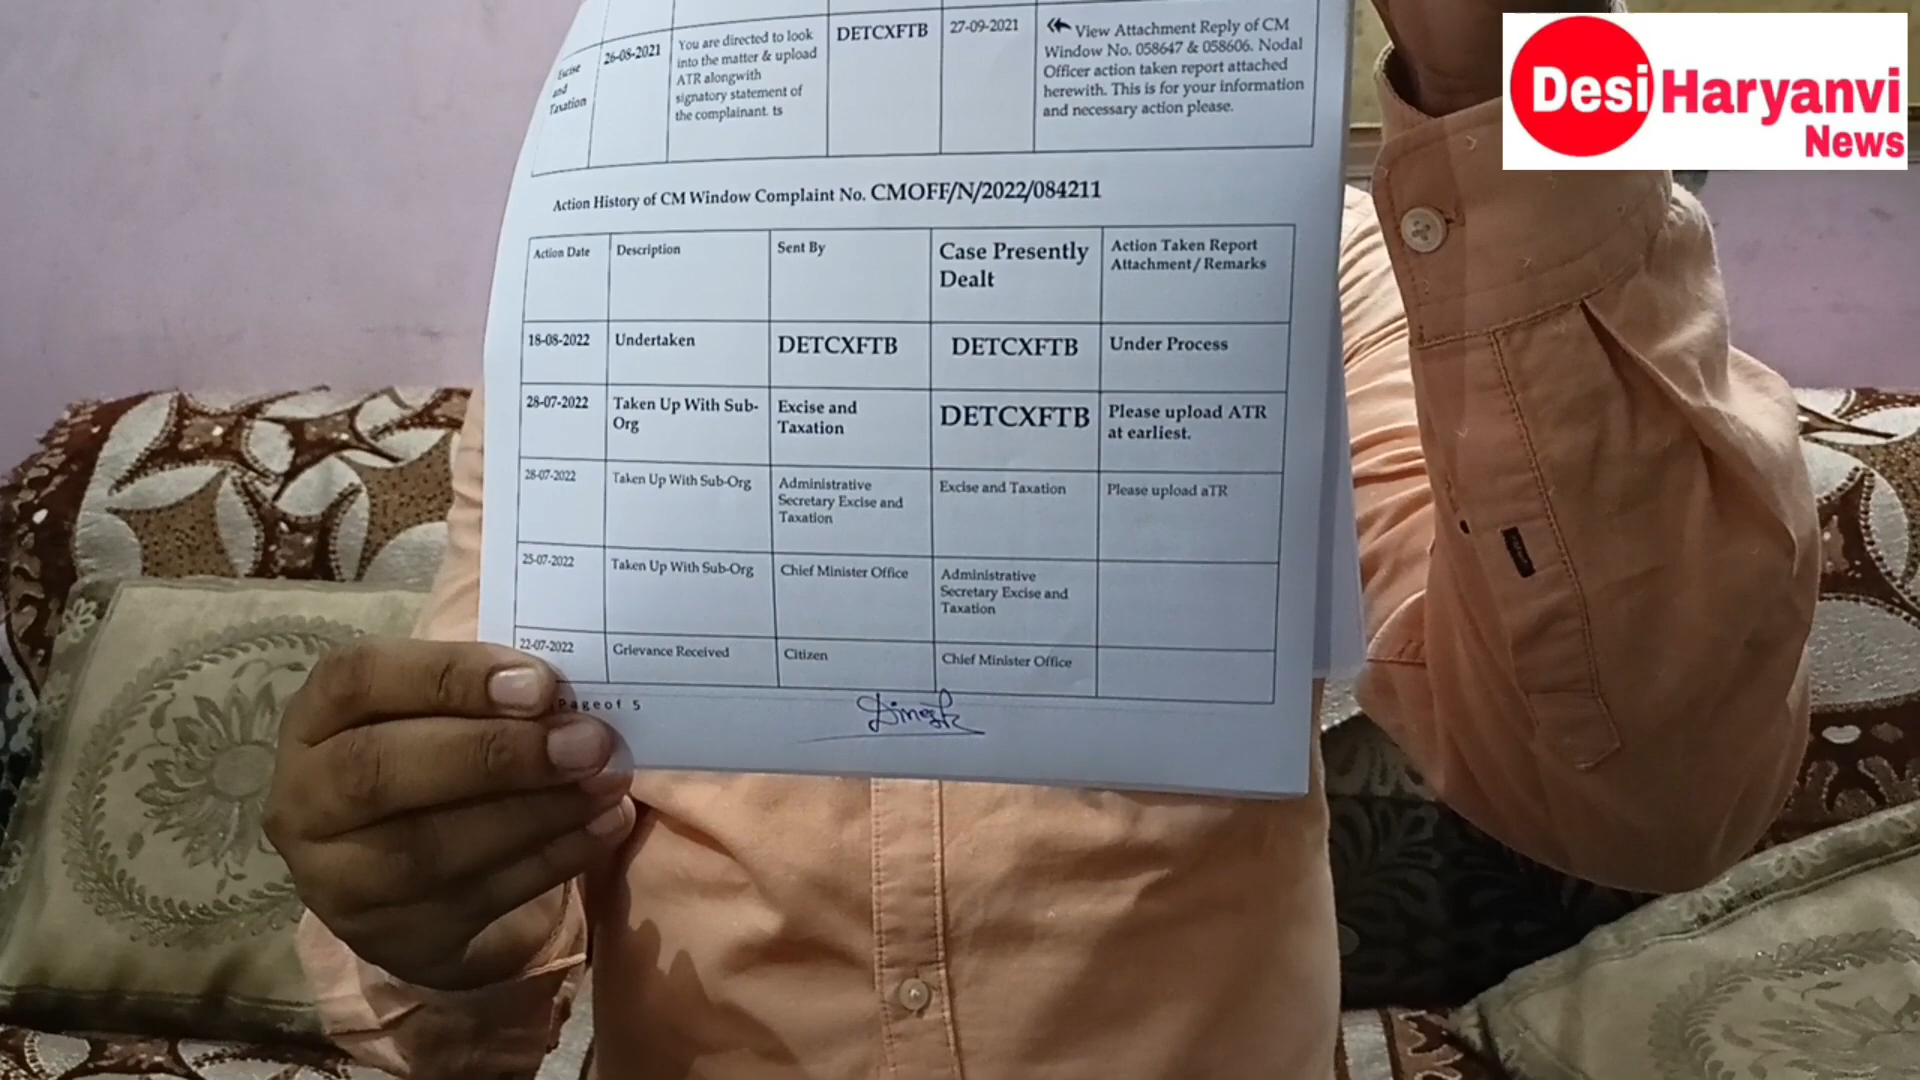 Desi Haryanvi
News
Excise
and
Taxation
26-08-2021
You are directed to look
into the matter & upload
ATR alongwith
signatory statement of
the complainant. ts
DETCXFTB
27-09-2021
View Attachment Reply of CM
Window No. 058647 & 058606. Nodal
Officer action taken report attached
herewith. This is for your information
and necessary action please.
Action History of CM Window Complaint No. CMOFF/N/2022/084211
Action Date
Description
Sent By
Case Presently
Dealt
Action Taken Report
Attachment/Remarks
18-08-2022
Undertaken
DETCXFTB
DETCXFTB
Under Process
28-07-2022
Taken Up With Sub-
Org
Excise and
Taxation
DETCXFTB
Please upload ATR
at earliest.
28-07-2022
Taken Up With Sub-Org
Administrative
Secretary Excise and
Taxation
Excise and Taxation
Please upload aTR
25-07-2022
Taken Up With Sub-Org
Chief Minister Office
Administrative
Secretary Excise and
Taxation
22-07-2022
Grievance Received
Citizen
Chief Minister Office
Page of 5
Dinesh